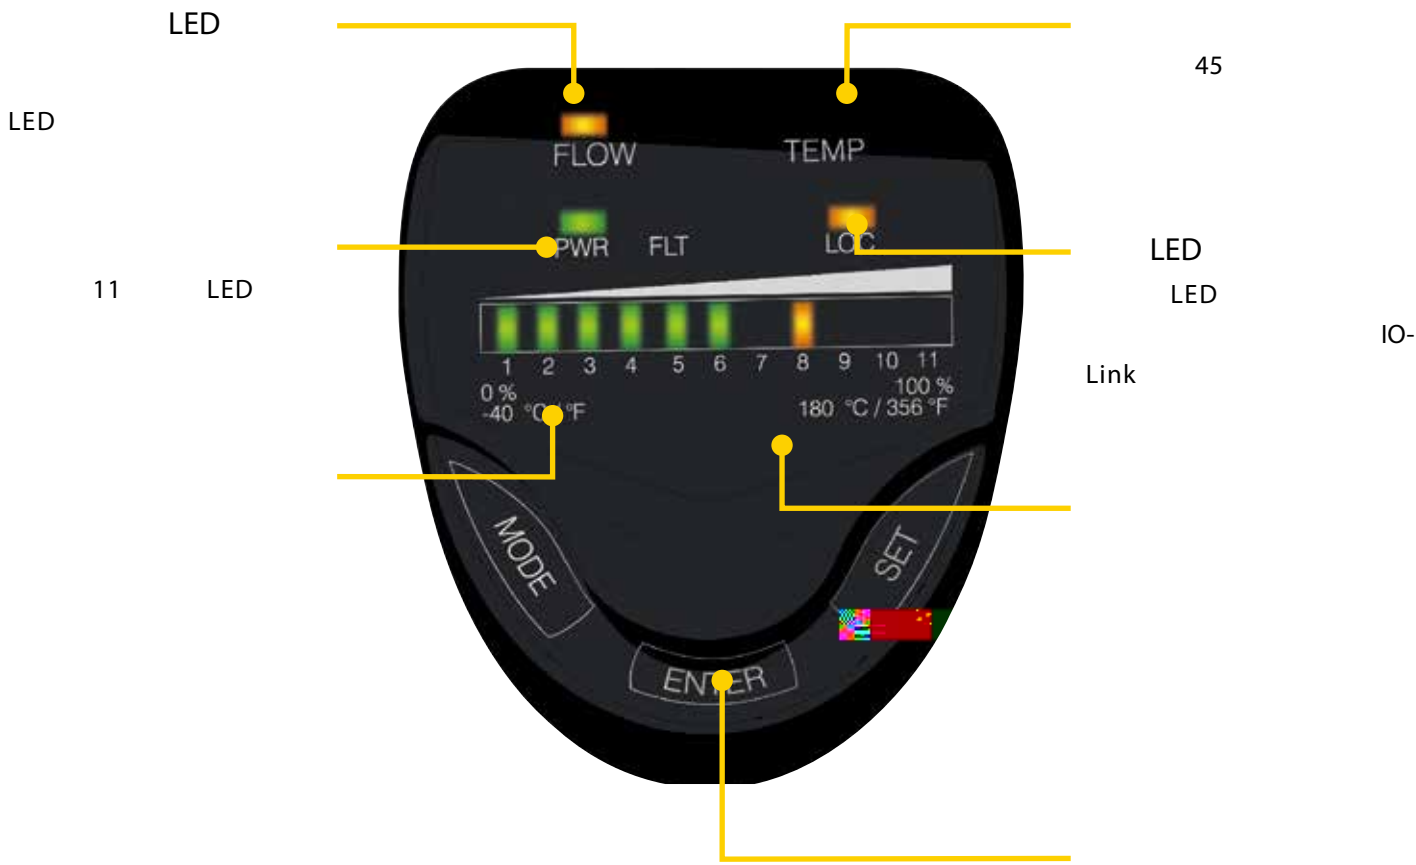 LED
45
LED
FLOW
TEMP
PWR
FLT
LOC
LED
11 LED
LED
IO-
Link
1 2 3 4 5 6 7 8 9 10 11
0 %
100 %
180 °C / 356 °F
MODE
SET
ENTER